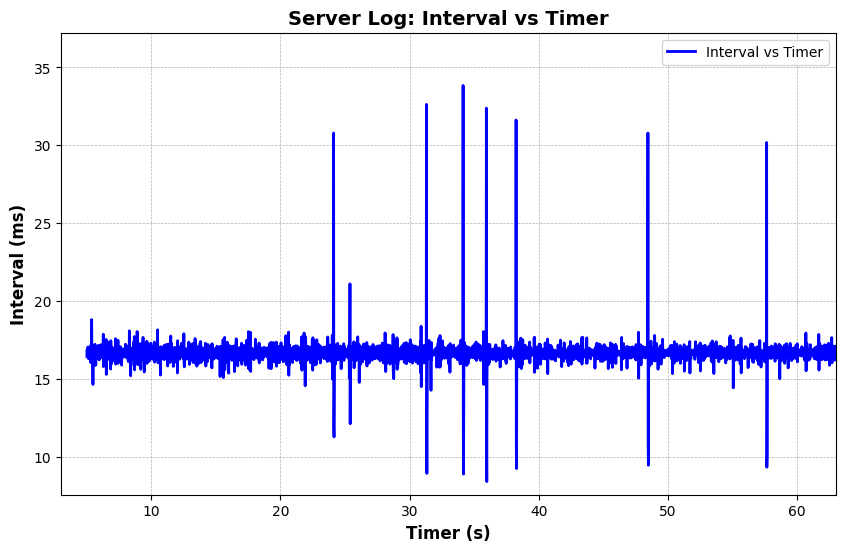 Server Log: Interval vs Timer
Interval vs Timer
35
30
25
20
15
10
Interval (ms)
10 20 30 40 50 60
Timer (s)